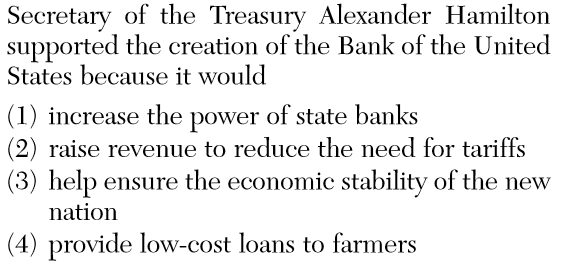 Secretary of the Treasury Alexander Hamilton
supported the creation of the Bank of the United
States because it would
(1) increase the power of state banks
(2) raise revenue to reduce the need for tariffs
(3) help ensure the economic stability of the new
nation
(4) provide low-cost loans to farmers